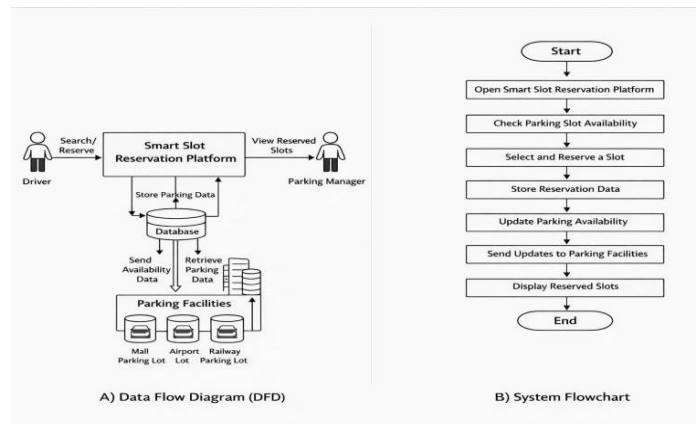 Search/
Reserve
Driver
Smart Slot
Reservation Platform
View Reserved
Slots
Parking Manager
Store Parking Data
Database
Send
Availability
Data
Retrieve
Parking
Data
Parking Facilities
Mall
Parking Lot
Airport
Lot
Railway
Parking Lot
A) Data Flow Diagram (DFD)
Start
Open Smart Slot Reservation Platform
Check Parking Slot Availability
Select and Reserve a Slot
Store Reservation Data
Update Parking Availability
Send Updates to Parking Facilities
Display Reserved Slots
End
B) System Flowchart